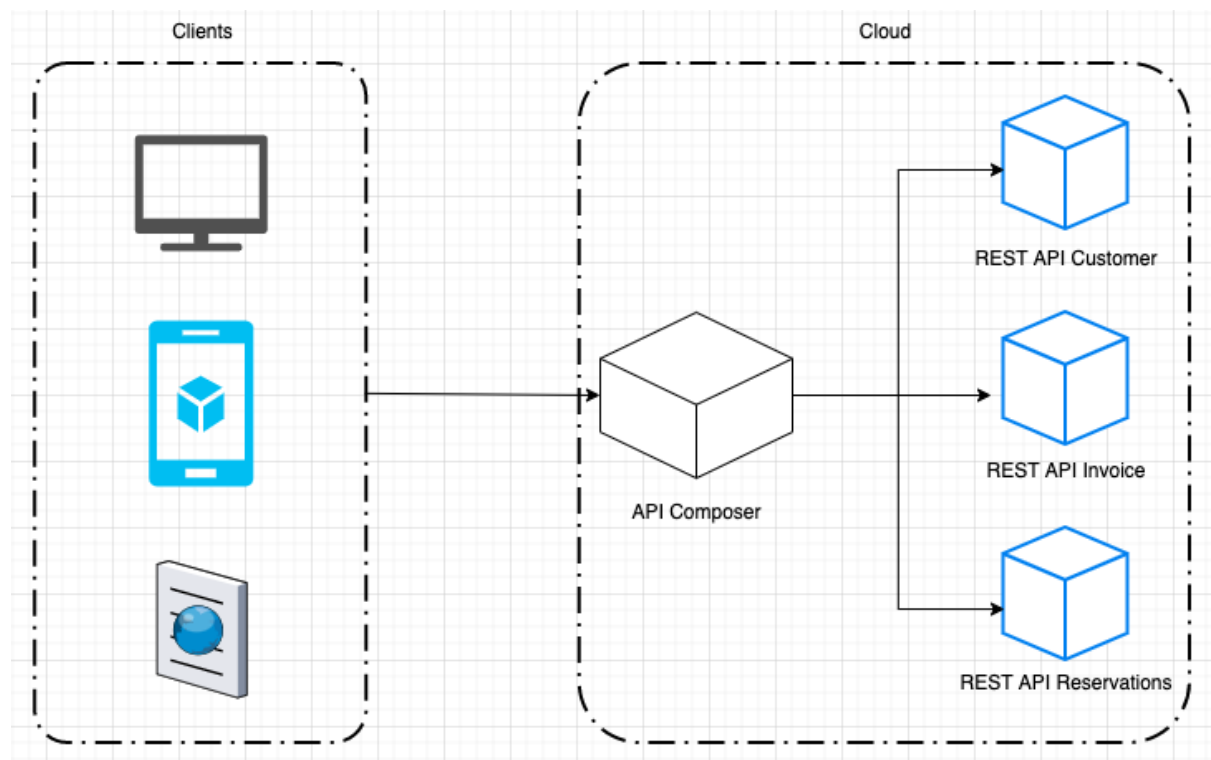 Clients
Cloud
REST API Customer
REST API Invoice
API Composer
REST API Reservations